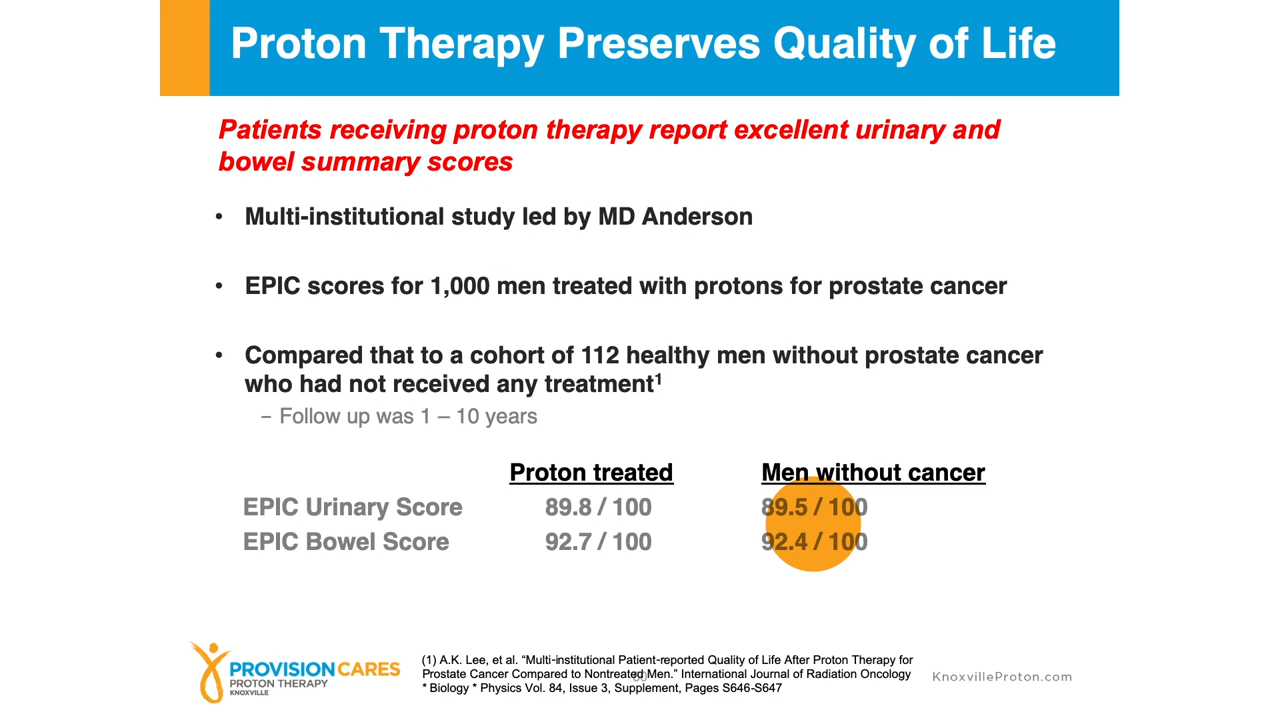 Proton Therapy Preserves Quality of Life
Patients receiving proton therapy report excellent urinary and
bowel summary scores
• Multi-institutional study led by MD Anderson
• EPIC scores for 1,000 men treated with protons for prostate cancer
• Compared that to a cohort of 112 healthy men without prostate cancer
who had not received any treatment1
– Follow up was 1 – 10 years
Proton treated Men without cancer
EPIC Urinary Score 89.8 / 100 89.5 / 100
EPIC Bowel Score 92.7 / 100 92.4 / 100
PROVISION CARES
PROTON THERAPY
KNOXVILLE
(1) A.K. Lee, et al. “Multi-institutional Patient-reported Quality of Life After Proton Therapy for
Prostate Cancer Compared to Nontreated Men.” International Journal of Radiation Oncology
* Biology * Physics Vol. 84, Issue 3, Supplement, Pages S646-S647
KnoxvilleProton.com